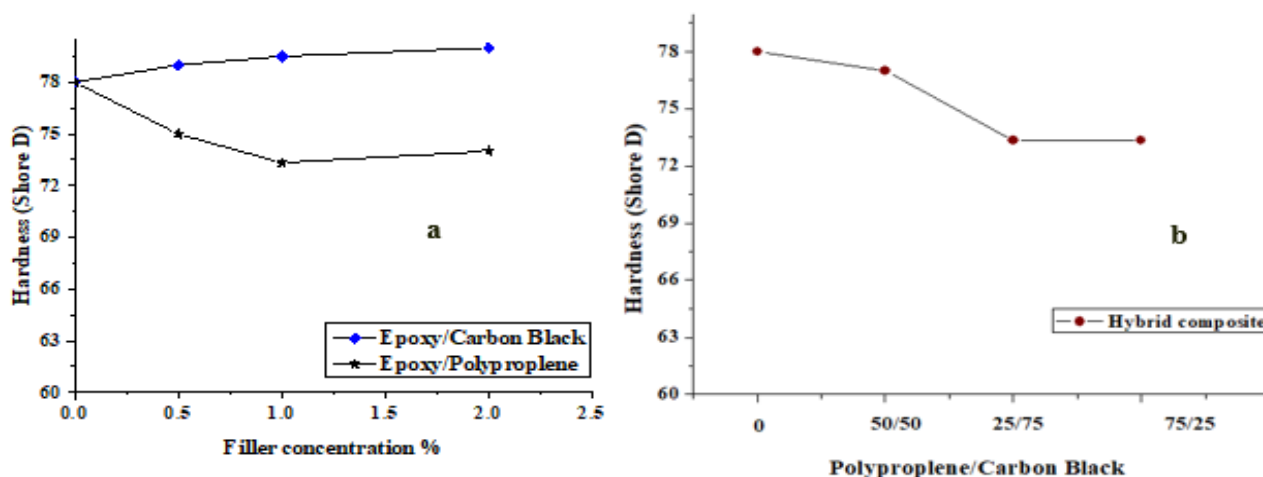 Hardness (Shore D)
78
75
72
69
66
63
60
a
Epoxy/Carbon Black
Epoxy/Polyproplene
0.0 0.5 1.0 1.5 2.0 2.5
Filler concentration %
Hardness (Shore D)
78
75
72
69
66
63
60
b
Hybrid composite
0 50/50 25/75 75/25
Polyproplene/Carbon Black